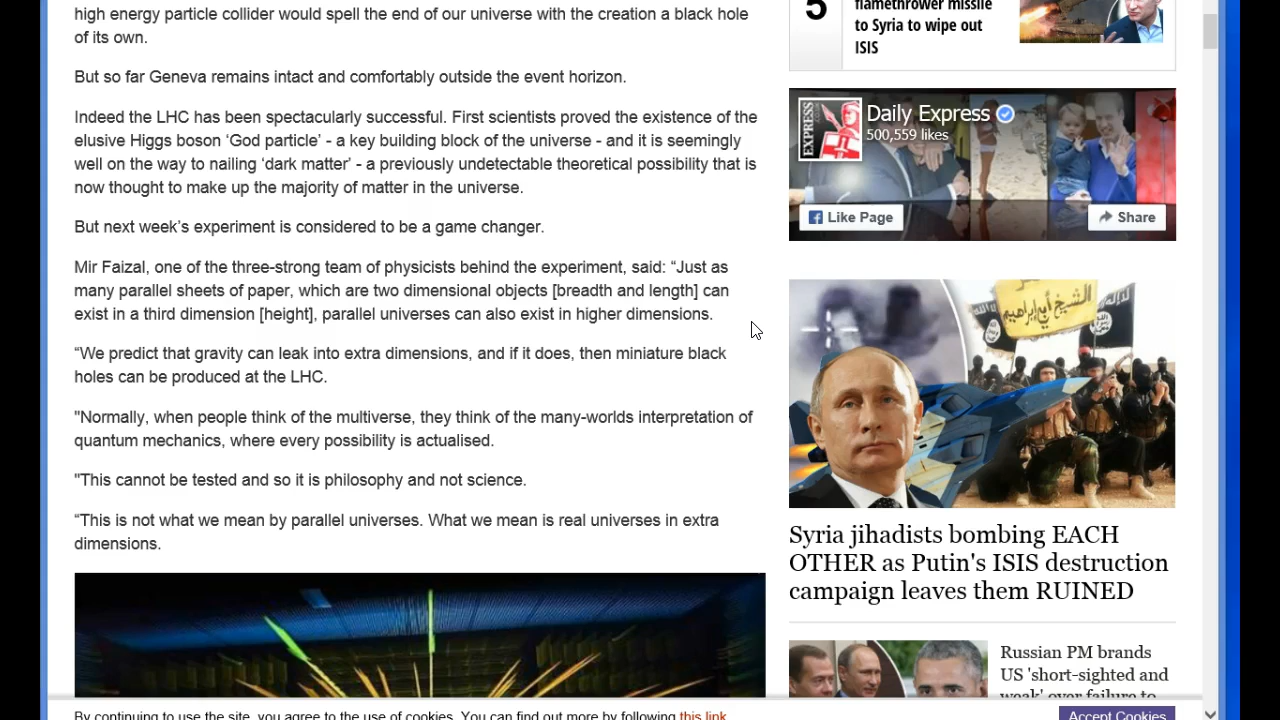 high energy particle collider would spell the end of our universe with the creation a black hole
of its own.
But so far Geneva remains intact and comfortably outside the event horizon.
Indeed the LHC has been spectacularly successful. First scientists proved the existence of the
elusive Higgs boson ‘God particle’ - a key building block of the universe - and it is seemingly
well on the way to nailing ‘dark matter’ - a previously undetectable theoretical possibility that is
now thought to make up the majority of matter in the universe.
But next week’s experiment is considered to be a game changer.
Mir Faizal, one of the three-strong team of physicists behind the experiment, said: “Just as
many parallel sheets of paper, which are two dimensional objects [breadth and length] can
exist in a third dimension [height], parallel universes can also exist in higher dimensions.
“We predict that gravity can leak into extra dimensions, and if it does, then miniature black
holes can be produced at the LHC.
"Normally, when people think of the multiverse, they think of the many-worlds interpretation of
quantum mechanics, where every possibility is actualised.
"This cannot be tested and so it is philosophy and not science.
“This is not what we mean by parallel universes. What we mean is real universes in extra
dimensions.
5
flamethrower missile
to Syria to wipe out
ISIS
EXPRESS
Daily Express
500,559 likes
Like Page
Share
الشيخ أبي إبراهيم
Syria jihadists bombing EACH
OTHER as Putin's ISIS destruction
campaign leaves them RUINED
Russian PM brands
US 'short-sighted and
weak' over failure to
By continuing to use the site, you agree to the use of cookies. You can find out more by following this link
Accept Cookies